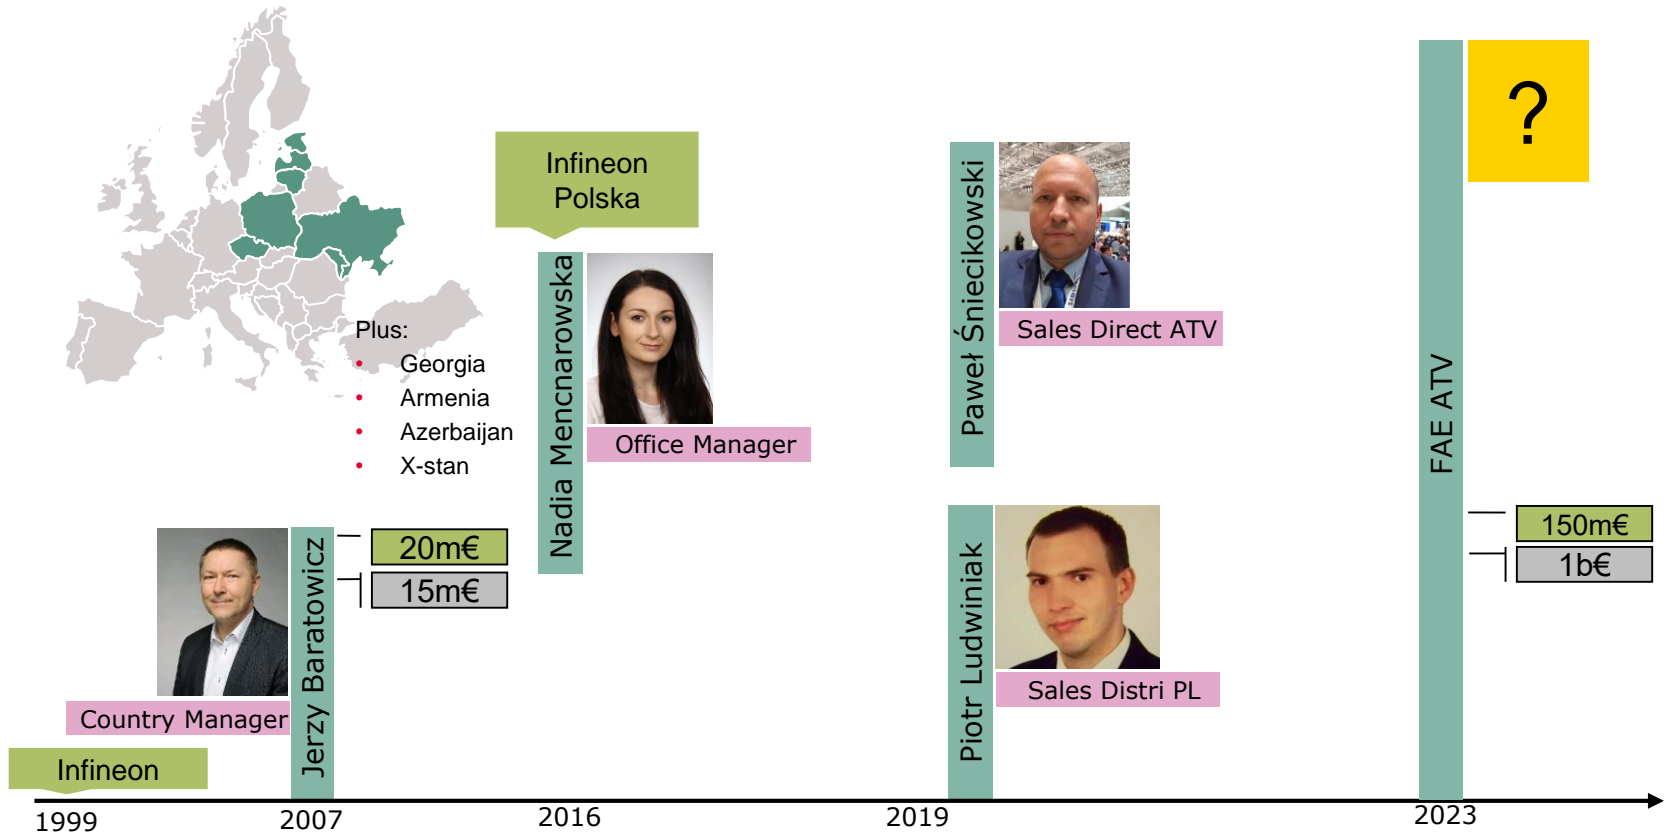 Plus:
• Georgia
• Armenia
• Azerbaijan
• X-stan
Infineon
Polska
Nadia Mencnarowska
Office Manager
Paweł Śniecikowski
Sales Direct ATV
?
FAE ATV
150m€
1b€
20m€
15m€
Jerzy Baratowicz
Country Manager
Piotr Ludwiniak
Sales Distri PL
Infineon
1999
2007
2016
2019
2023